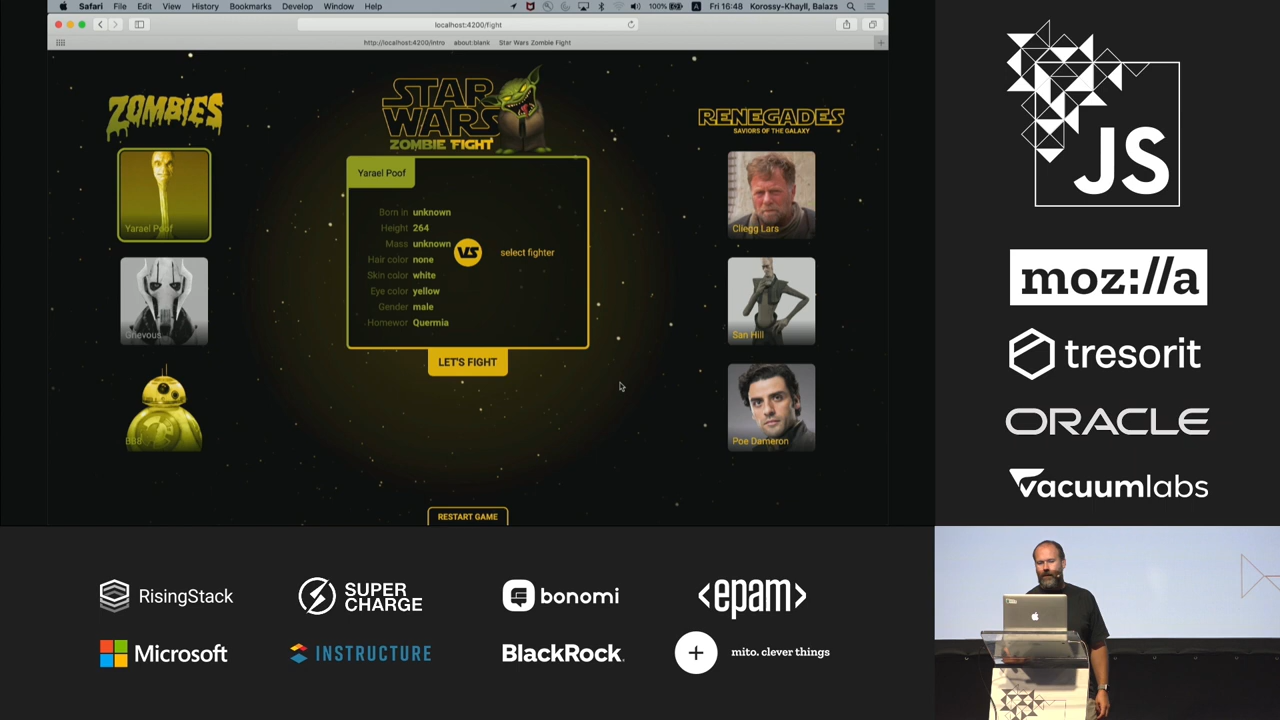 Safari File Edit View History Bookmarks Develop Window Help
100% A Fri 16:48 Korossy-Khayll, Balazs
localhost:4200/fight
http://localhost:4200/intro about:blank Star Wars Zombie Fight
ZOMBIES
Yarael Poof
Grievous
BB8
STAR
WARS
ZOMBIE FIGHT
Yarael Poof
Born in unknown
Height 264
Mass unknown
Hair color none
Skin color white
Eye color yellow
Gender male
Homewor Quermia
VS
select fighter
LET'S FIGHT
RESTART GAME
RENEGADES
SAVIORS OF THE GALAXY
Cliegg Lars
San Hill
Poe Dameron
JS
moz://a
tresorit
ORACLE
vacuumlabs
RisingStack
SUPER
CHARGE
bonomi
<epam>
Microsoft
INSTRUCTURE
BlackRock.
+ mito. clever things